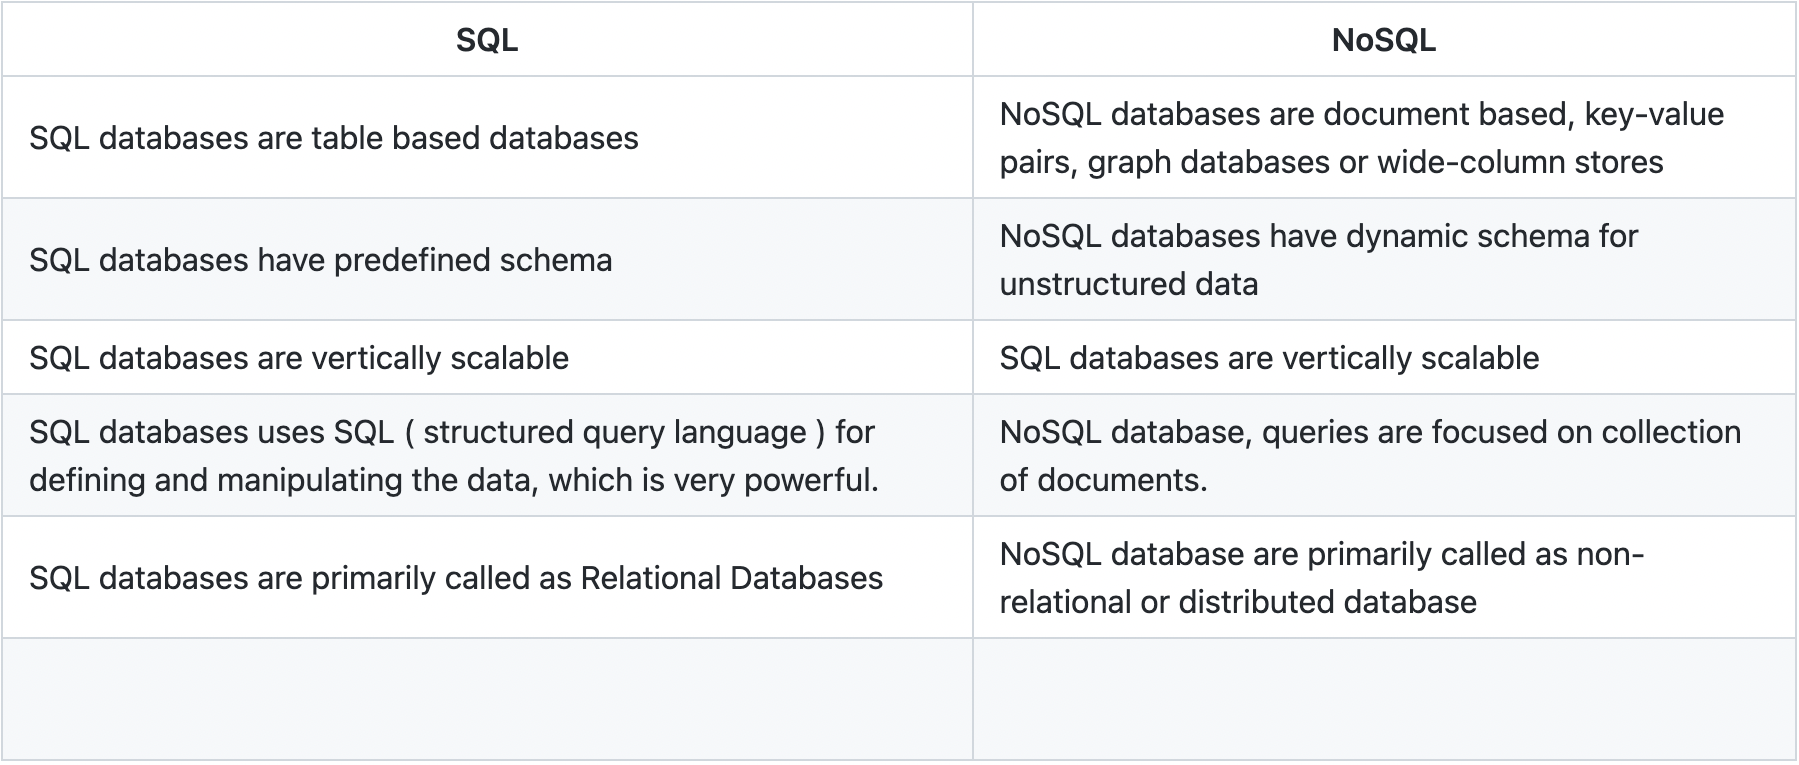 SQL
NoSQL
SQL databases are table based databases
NoSQL databases are document based, key-value
pairs, graph databases or wide-column stores
SQL databases have predefined schema
NoSQL databases have dynamic schema for
unstructured data
SQL databases are vertically scalable
SQL databases are vertically scalable
SQL databases uses SQL ( structured query language ) for
defining and manipulating the data, which is very powerful.
NoSQL database, queries are focused on collection
of documents.
SQL databases are primarily called as Relational Databases
NoSQL database are primarily called as non-
relational or distributed database